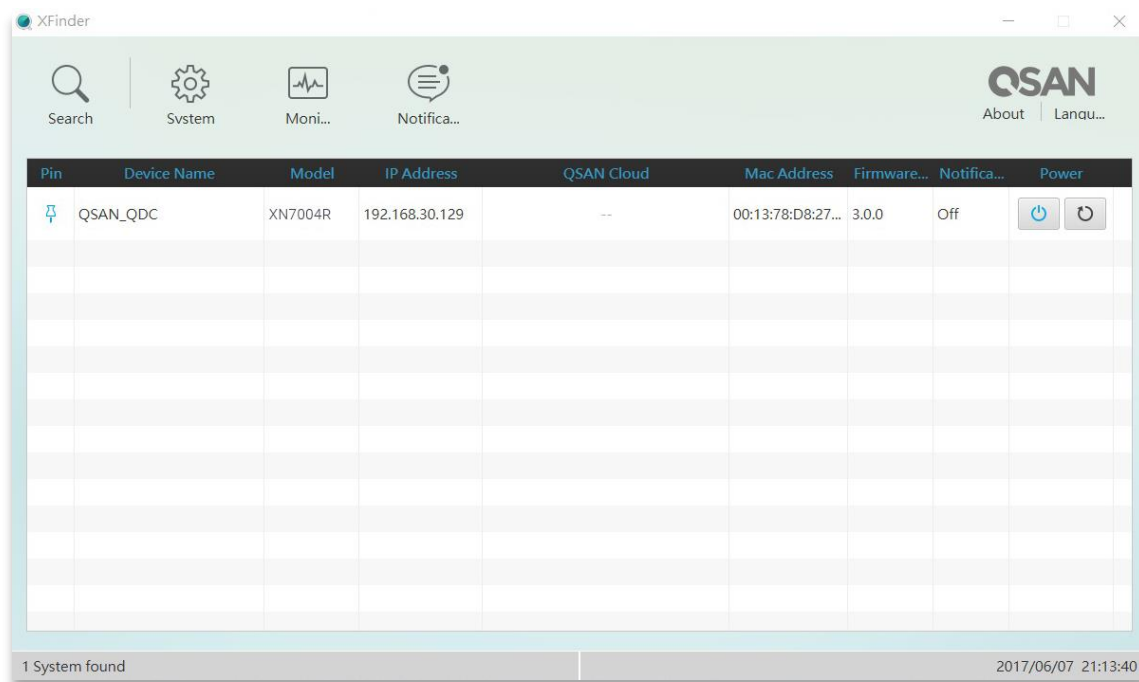 XFinder
QSAN
Search System Moni... Notifica... About Langu...
Pin Device Name Model IP Address QSAN Cloud Mac Address Firmware... Notifica... Power
QSAN_QDC XN7004R 192.168.30.129 -- 00:13:78:D8:27... 3.0.0 Off
1 System found 2017/06/07 21:13:40